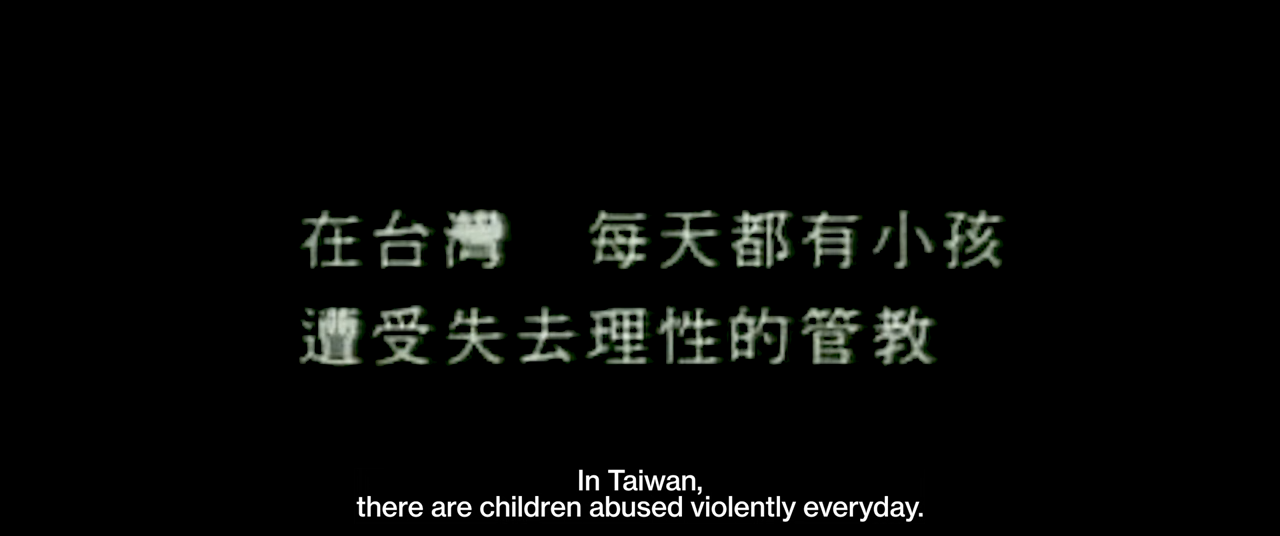 在台灣　每天都有小孩
遭受失去理性的管教
In Taiwan,
there are children abused violently everyday.